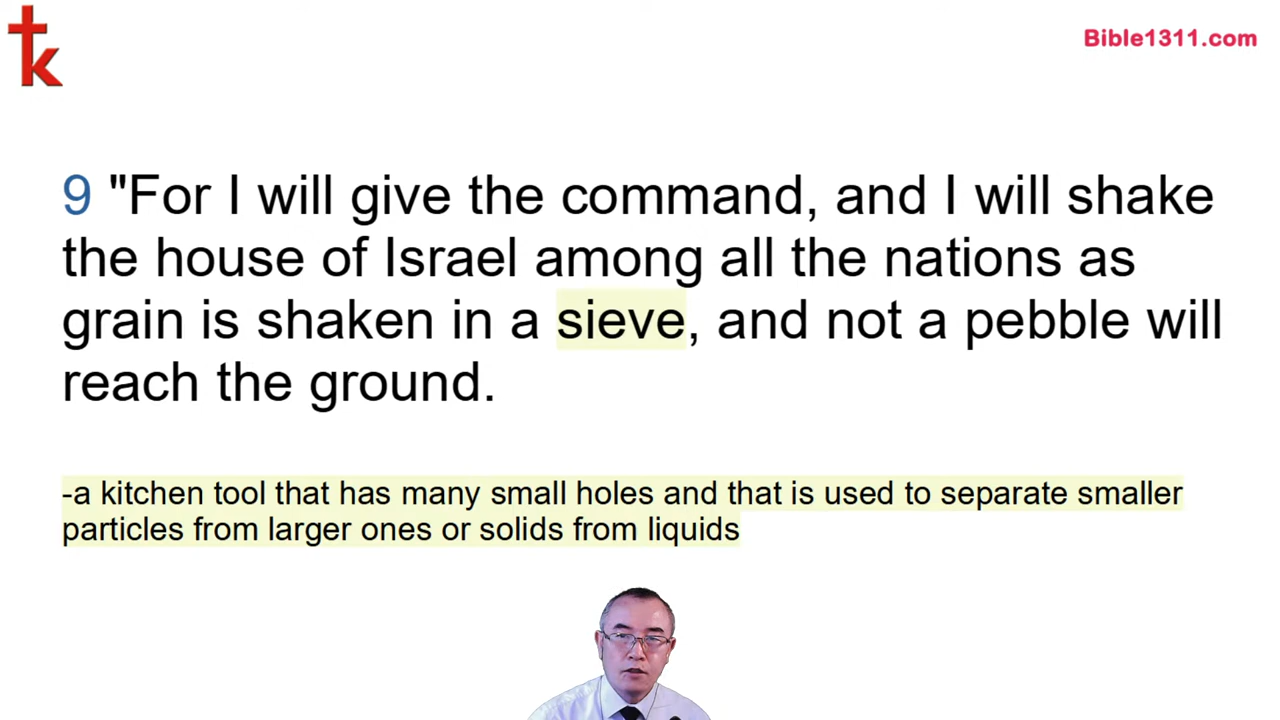 tk
Bible1311.com
9 "For I will give the command, and I will shake
the house of Israel among all the nations as
grain is shaken in a sieve, and not a pebble will
reach the ground.
-a kitchen tool that has many small holes and that is used to separate smaller
particles from larger ones or solids from liquids